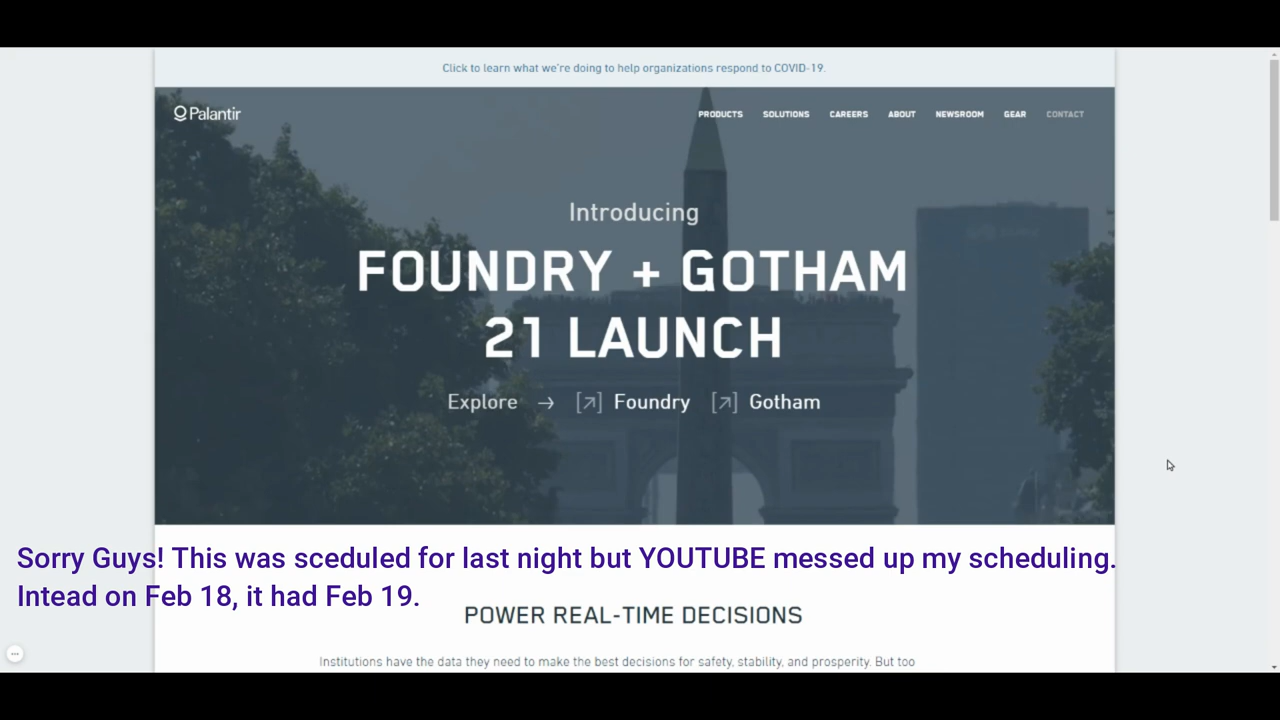 Click to learn what we're doing to help organizations respond to COVID-19.
Palantir
PRODUCTS SOLUTIONS CAREERS ABOUT NEWSROOM GEAR CONTACT
Introducing
FOUNDRY + GOTHAM
21 LAUNCH
Explore → [↗] Foundry [↗] Gotham
Sorry Guys! This was sceduled for last night but YOUTUBE messed up my scheduling.
Intead on Feb 18, it had Feb 19.
POWER REAL-TIME DECISIONS
Institutions have the data they need to make the best decisions for safety, stability, and prosperity. But too